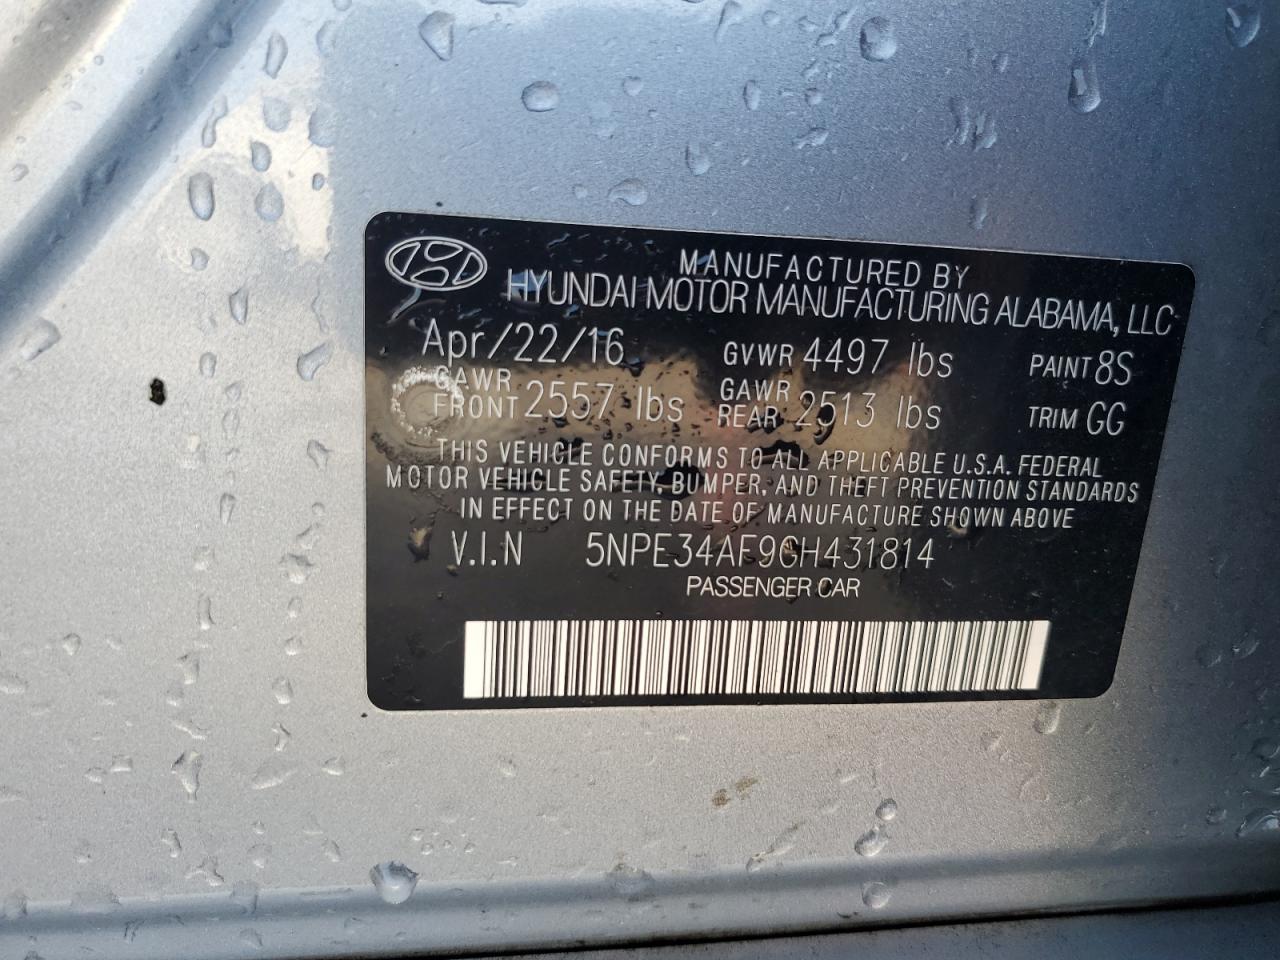 MANUFACTURED BY
HYUNDAI MOTOR MANUFACTURING ALABAMA, LLC
Apr/22/16 GVWR 4497 lbs PAINT 8S
GAWR FRONT 2557 lbs GAWR REAR 2513 lbs TRIM GG
THIS VEHICLE CONFORMS TO ALL APPLICABLE U.S.A. FEDERAL
MOTOR VEHICLE SAFETY, BUMPER, AND THEFT PREVENTION STANDARDS
IN EFFECT ON THE DATE OF MANUFACTURE SHOWN ABOVE
V.I.N 5NPE34AF9GH431814
PASSENGER CAR